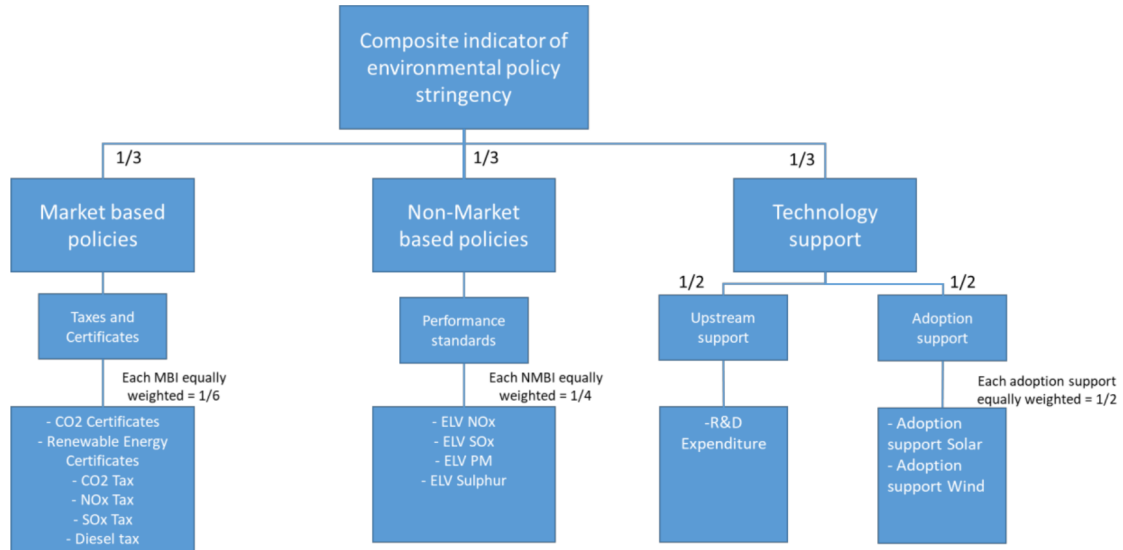 Composite indicator of
environmental policy
stringency
1/3
1/3
1/3
Market based
policies
Non-Market
based policies
Technology
support
1/2
1/2
Taxes and
Certificates
Performance
standards
Upstream
support
Adoption
support
Each MBI equally
weighted = 1/6
Each NMBI equally
weighted = 1/4
Each adoption support
equally weighted = 1/2
- CO2 Certificates
- Renewable Energy
Certificates
- CO2 Tax
- NOx Tax
- SOx Tax
- Diesel tax
- ELV NOx
- ELV SOx
- ELV PM
- ELV Sulphur
-R&D
Expenditure
- Adoption
support Solar
- Adoption
support Wind